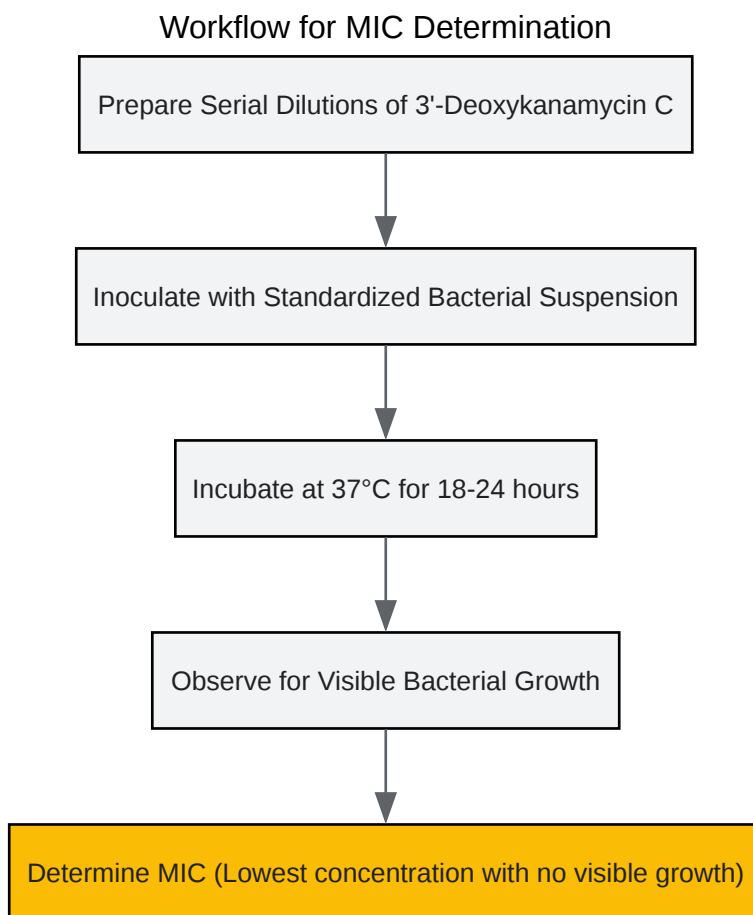 Workflow for MIC Determination
Prepare Serial Dilutions of 3'-Deoxykanamycin C
Inoculate with Standardized Bacterial Suspension
Incubate at 37°C for 18-24 hours
Observe for Visible Bacterial Growth
Determine MIC (Lowest concentration with no visible growth)